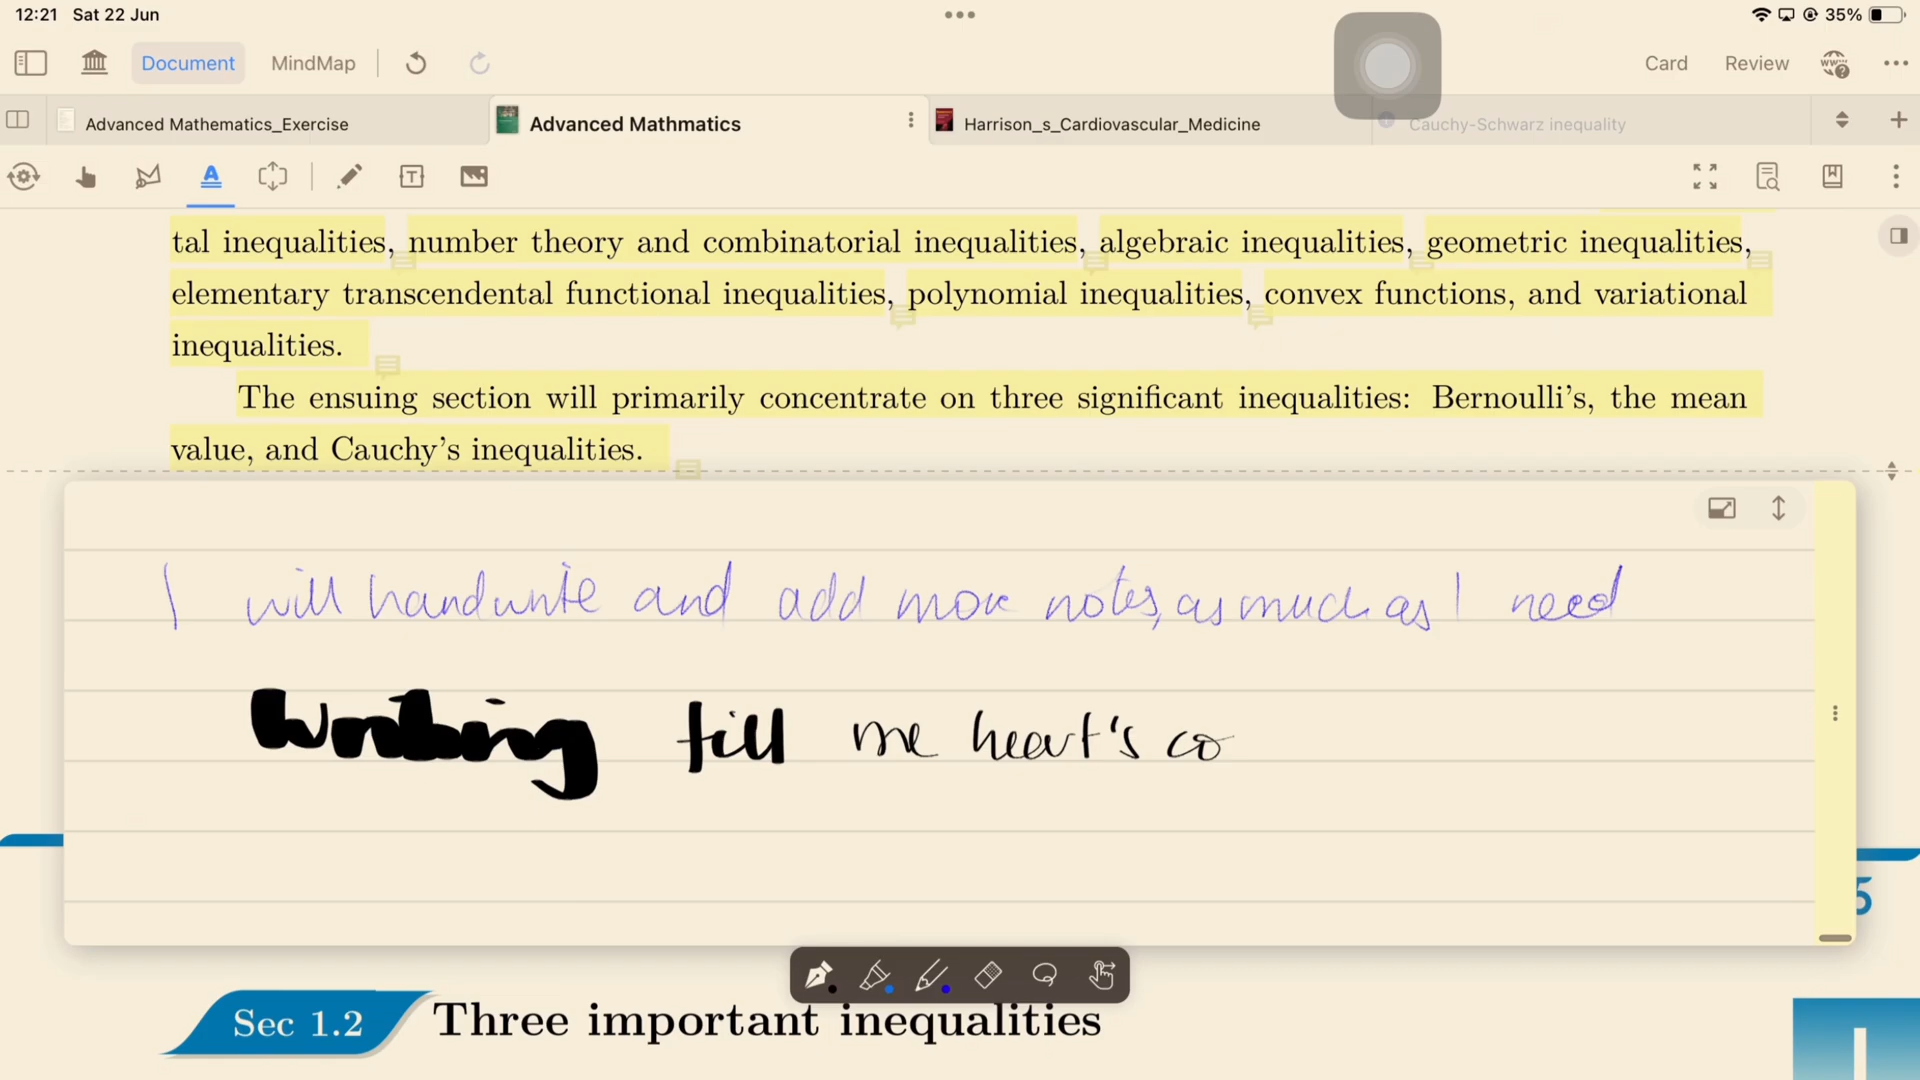 12:21 Sat 22 Jun 35%
Document MindMap Card Review
Advanced Mathematics_Exercise Advanced Mathmatics Harrison_s_Cardiovascular_Medicine Cauchy-Schwarz inequality
tal inequalities, number theory and combinatorial inequalities, algebraic inequalities, geometric inequalities,
elementary transcendental functional inequalities, polynomial inequalities, convex functions, and variational
inequalities.
The ensuing section will primarily concentrate on three significant inequalities: Bernoulli's, the mean
value, and Cauchy's inequalities.
I will handwrite and add more notes, as much as I need
Writing till me heart's co
5
Sec 1.2 Three important inequalities